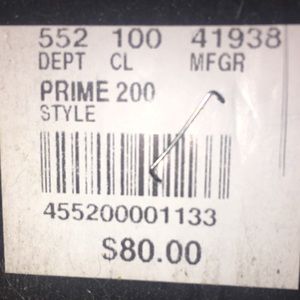 552 100 41938
DEPT CL MFGR
PRIME 200
STYLE
455200001133
$80.00